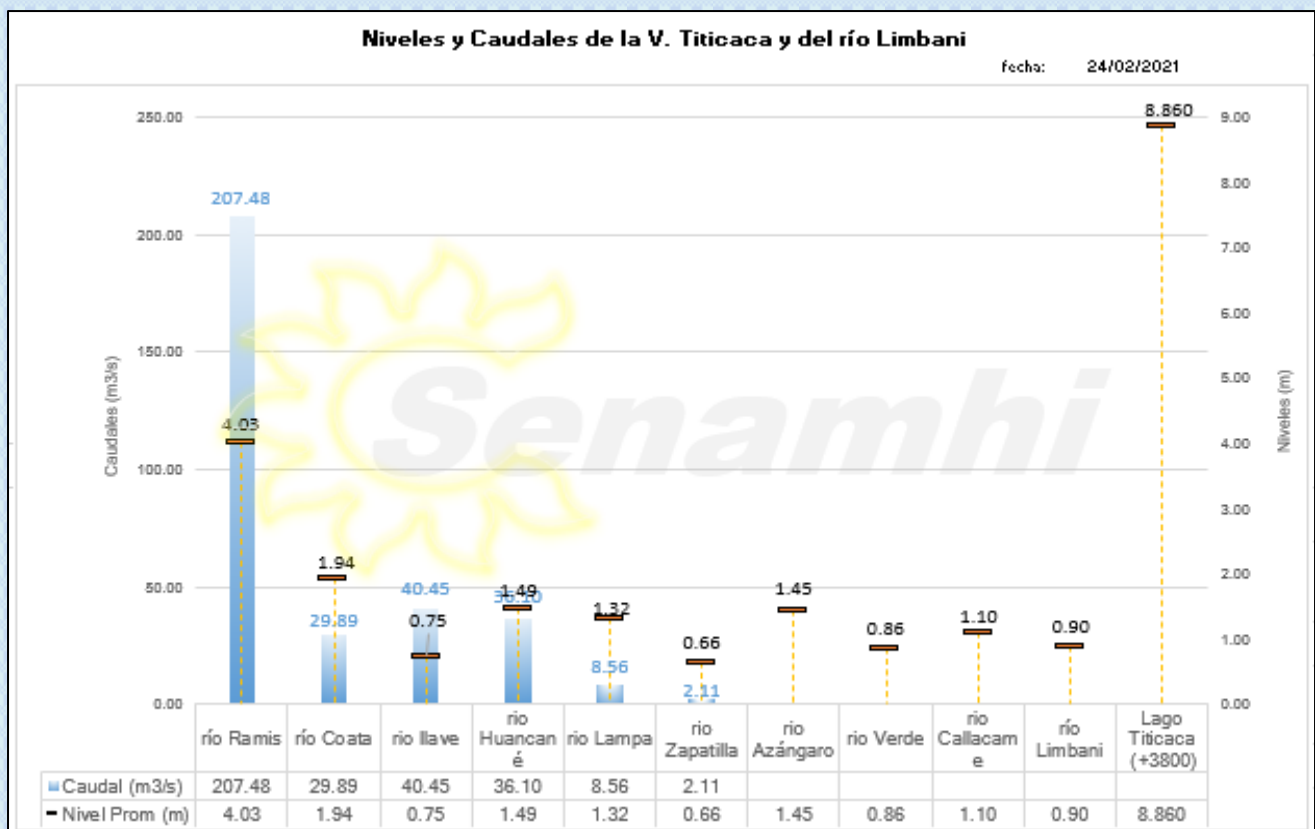 Niveles y Caudales de la V. Titicaca y del río Limbani
fecha: 24/02/2021
Caudales (m3/s)
250.00
200.00
150.00
100.00
50.00
0.00
Niveles (m)
9.00
8.00
7.00
6.00
5.00
4.00
3.00
2.00
1.00
0.00
Senamhi
207.48
4.03
29.89
1.94
40.45
0.75
36.10
1.49
8.56
1.32
2.11
0.66
1.45
0.86
1.10
0.90
8.860
río Ramis
río Coata
rio Ilave
rio
Huancan
é
rio Lampa
rio
Zapatilla
rio
Azángaro
rio Verde
rio
Callacam
e
río
Limbani
Lago
Titicaca
(+3800)
Caudal (m3/s) 207.48 29.89 40.45 36.10 8.56 2.11
Nivel Prom (m) 4.03 1.94 0.75 1.49 1.32 0.66 1.45 0.86 1.10 0.90 8.860